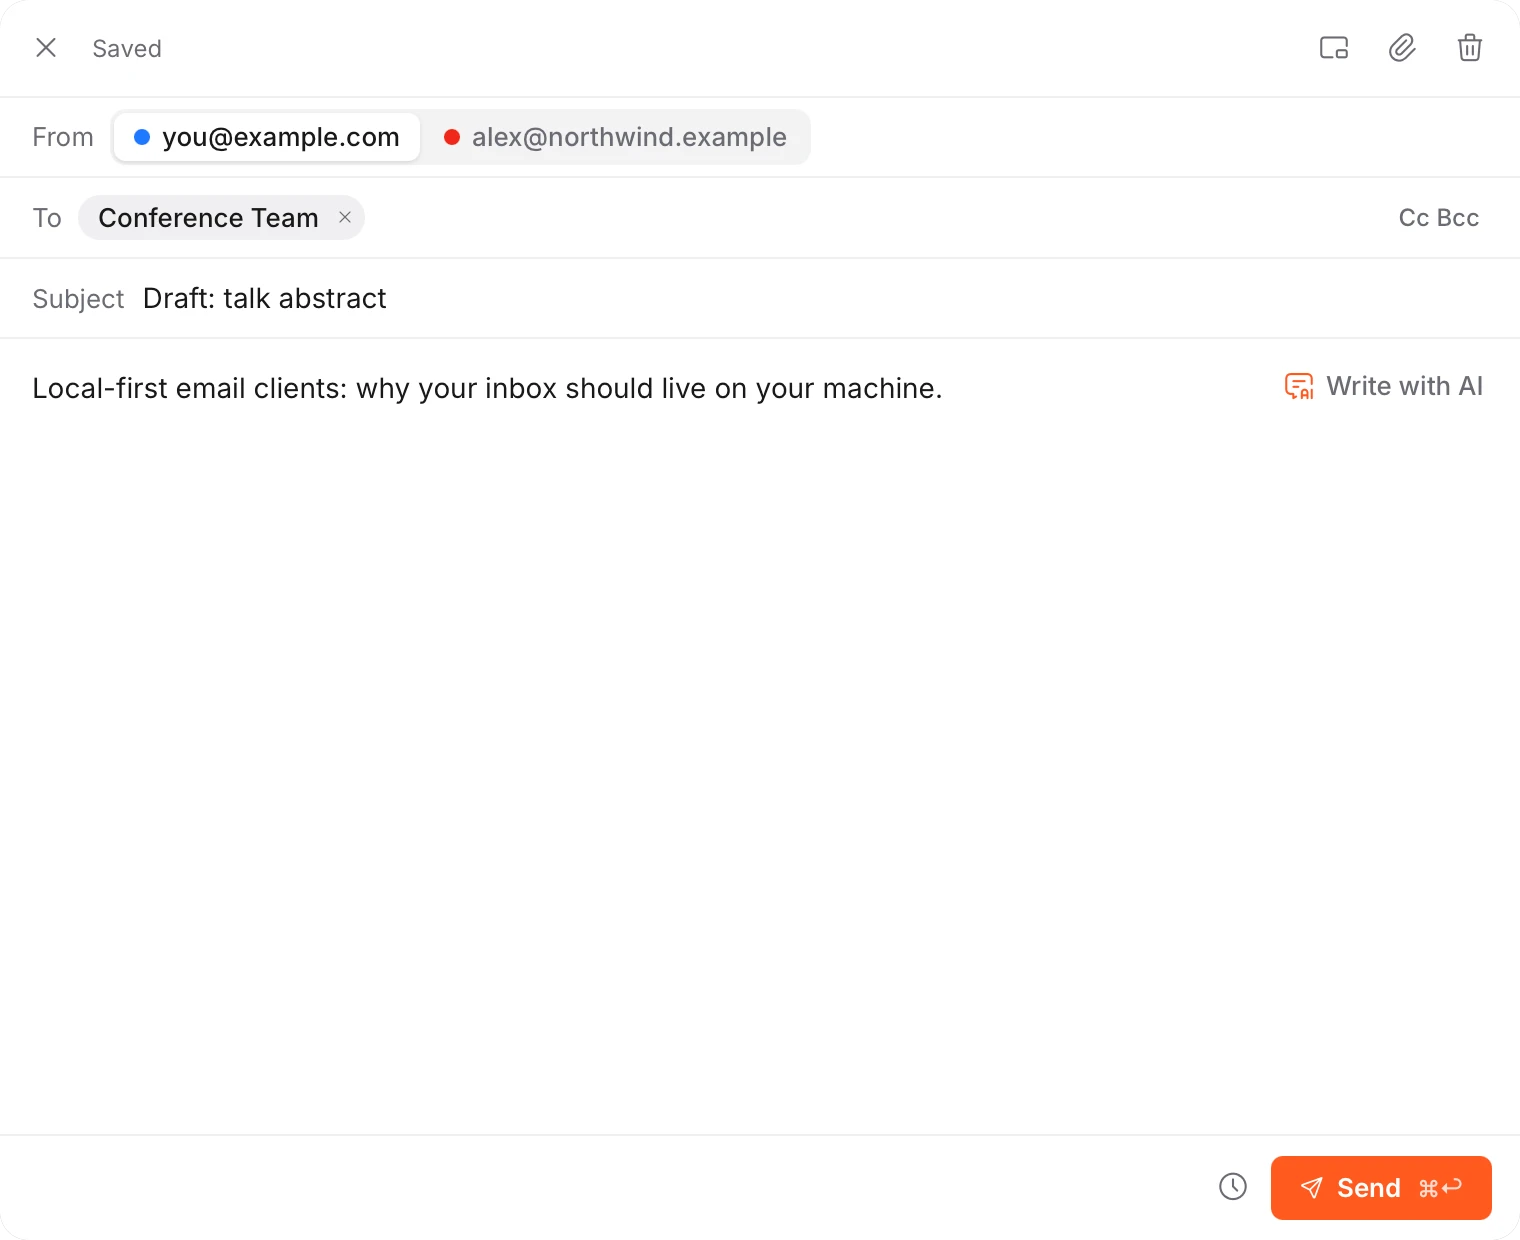 Saved
From you@example.com alex@northwind.example
To Conference Team Cc Bcc
Subject Draft: talk abstract
Local-first email clients: why your inbox should live on your machine.
Write with AI
Send ⌘↩